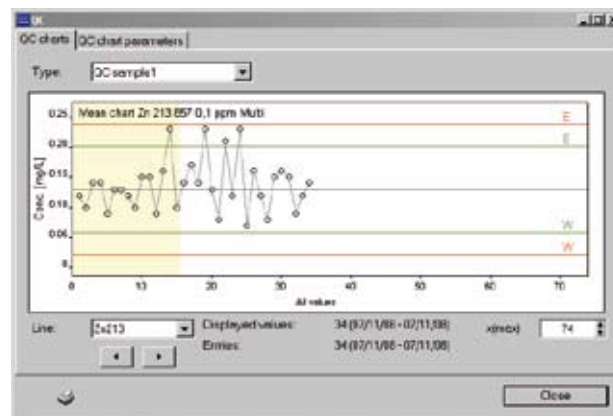 QC
QC charts QC chart parameters
Type: QC sample1
Mean chart Zn 213 857 0,1 ppm Multi
Conc. [mg/L]
0.25
0.20
0.15
0.10
0.05
0
E
E
W
W
0 10 20 30 40 50 60 70
All values
Line: Zn213
Displayed values: 34 (07/11/08 - 07/11/08)
x(max) 74
Entries: 34 (07/11/08 - 07/11/08)
Close